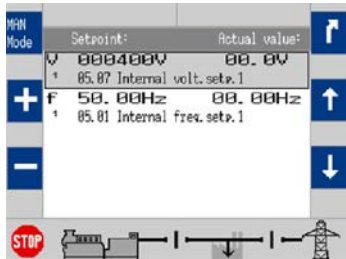 MAN
Mode
Setpoint: Actual value:
V 000400V 00.0V
1 05.07 Internal volt.setp.1
f 50.00Hz 00.00Hz
1 05.01 Internal freq.setp.1
STOP